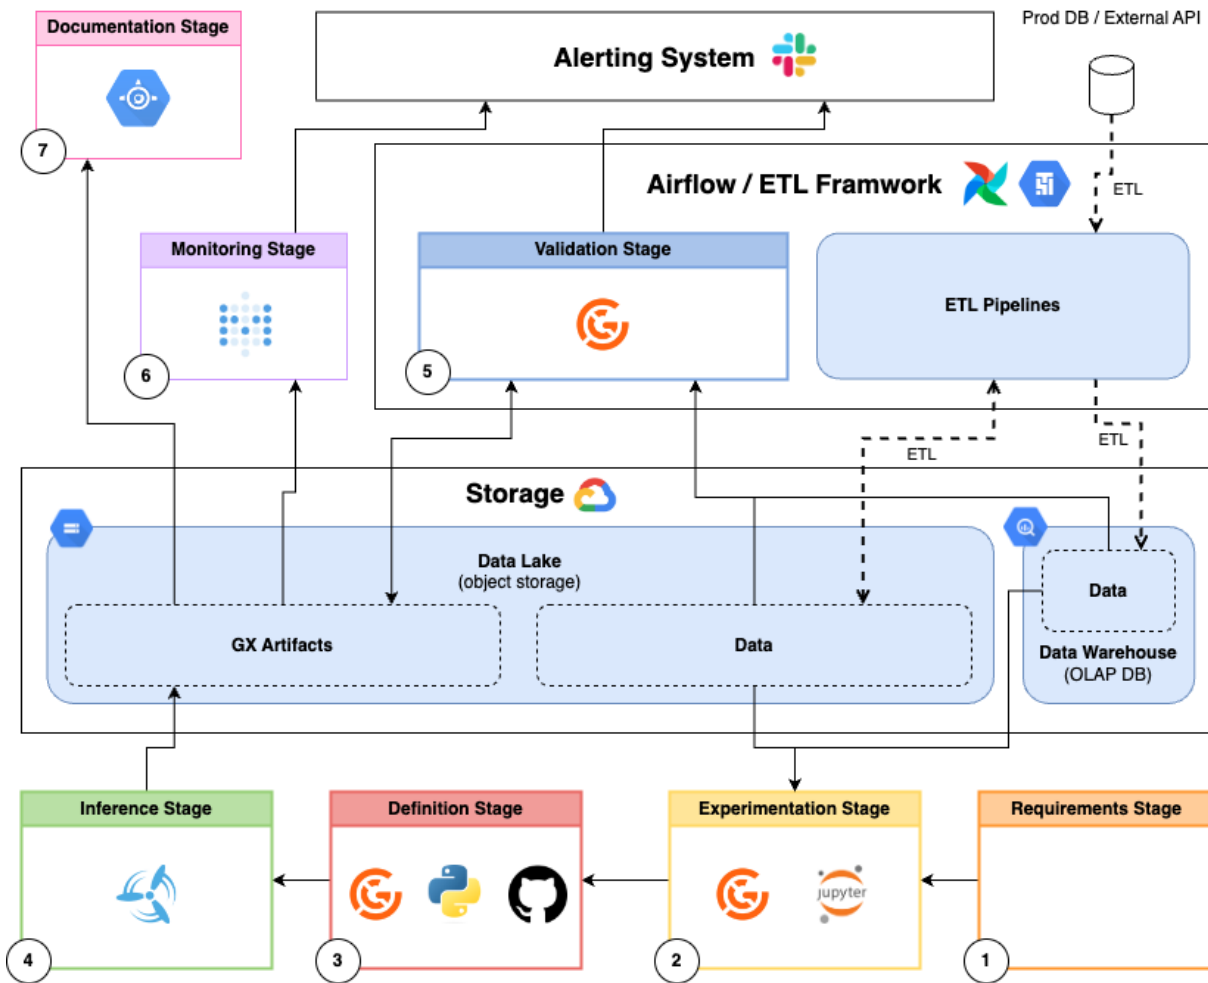 Documentation Stage
7
Alerting System
Prod DB / External API
Airflow / ETL Framwork
ETL
Monitoring Stage
6
Validation Stage
5
ETL Pipelines
ETL
ETL
Storage
Data Lake
(object storage)
GX Artifacts
Data
Data
Data Warehouse
(OLAP DB)
Inference Stage
4
Definition Stage
3
Experimentation Stage
jupyter
2
Requirements Stage
1